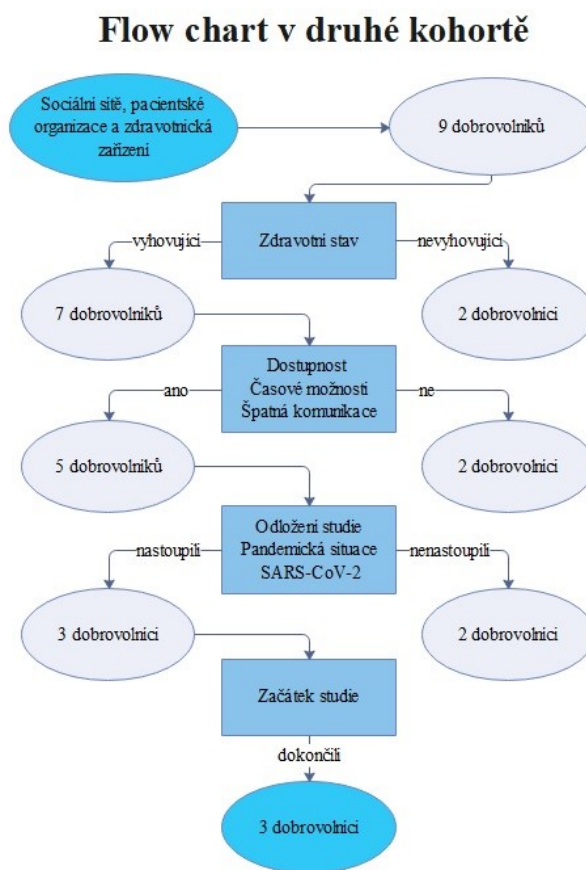 Flow chart v druhé kohortě
Sociální sítě, pacientské
organizace a zdravotnická
zařízení
9 dobrovolníků
Zdravotní stav
vyhovující
nevyhovující
7 dobrovolníků
2 dobrovolníci
Dostupnost
Časové možnosti
Špatná komunikace
ano
ne
5 dobrovolníků
2 dobrovolníci
Odložení studie
Pandemická situace
SARS-CoV-2
nastoupili
nenastoupili
3 dobrovolníci
2 dobrovolníci
Začátek studie
dokončili
3 dobrovolníci